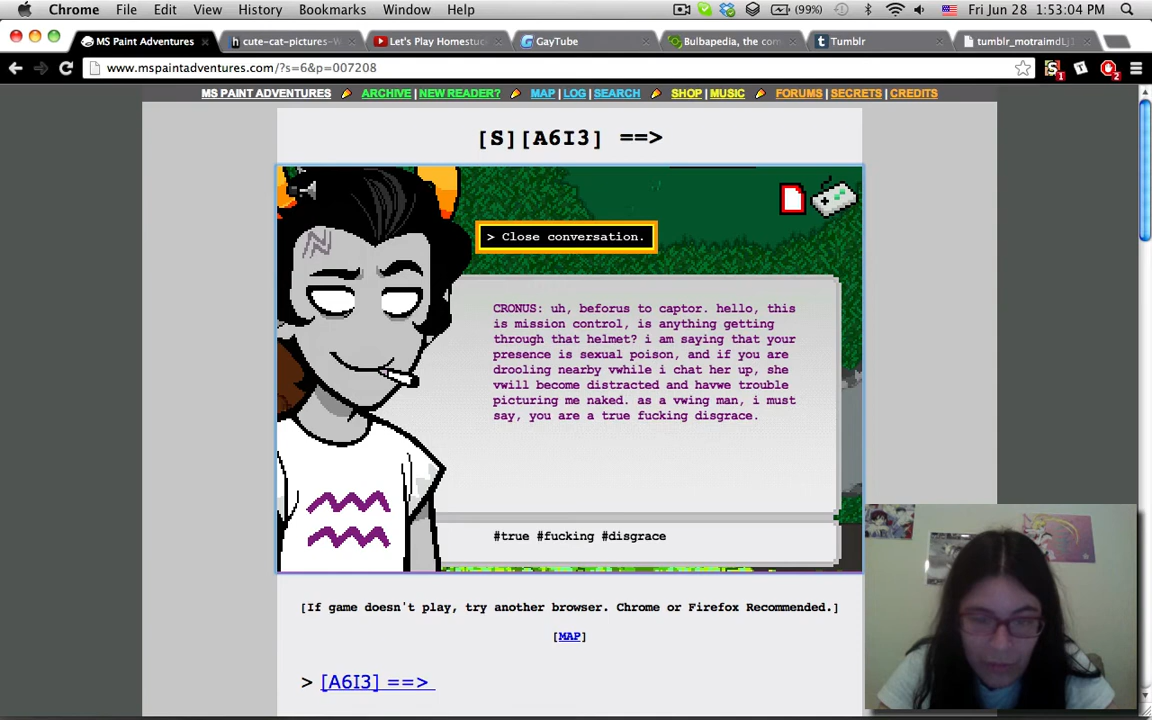 Chrome File Edit View History Bookmarks Window Help (99%) Fri Jun 28 1:53:04 PM
MS Paint Adventures cute-cat-pictures-W Let's Play Homestuc GayTube Bulbapedia, the com Tumblr tumblr_motraimdLJ1
www.mspaintadventures.com/?s=6&p=007208
MS PAINT ADVENTURES ARCHIVE | NEW READER? MAP | LOG | SEARCH SHOP | MUSIC FORUMS | SECRETS | CREDITS
[S][A6I3] ==>
> Close conversation.
CRONUS: uh, beforus to captor. hello, this
is mission control, is anything getting
through that helmet? i am saying that your
presence is sexual poison, and if you are
drooling nearby vwhile i chat her up, she
vwill become distracted and havwe trouble
picturing me naked. as a vwing man, i must
say, you are a true fucking disgrace.
#true #fucking #disgrace
[If game doesn't play, try another browser. Chrome or Firefox Recommended.]
[MAP]
> [A6I3] ==>